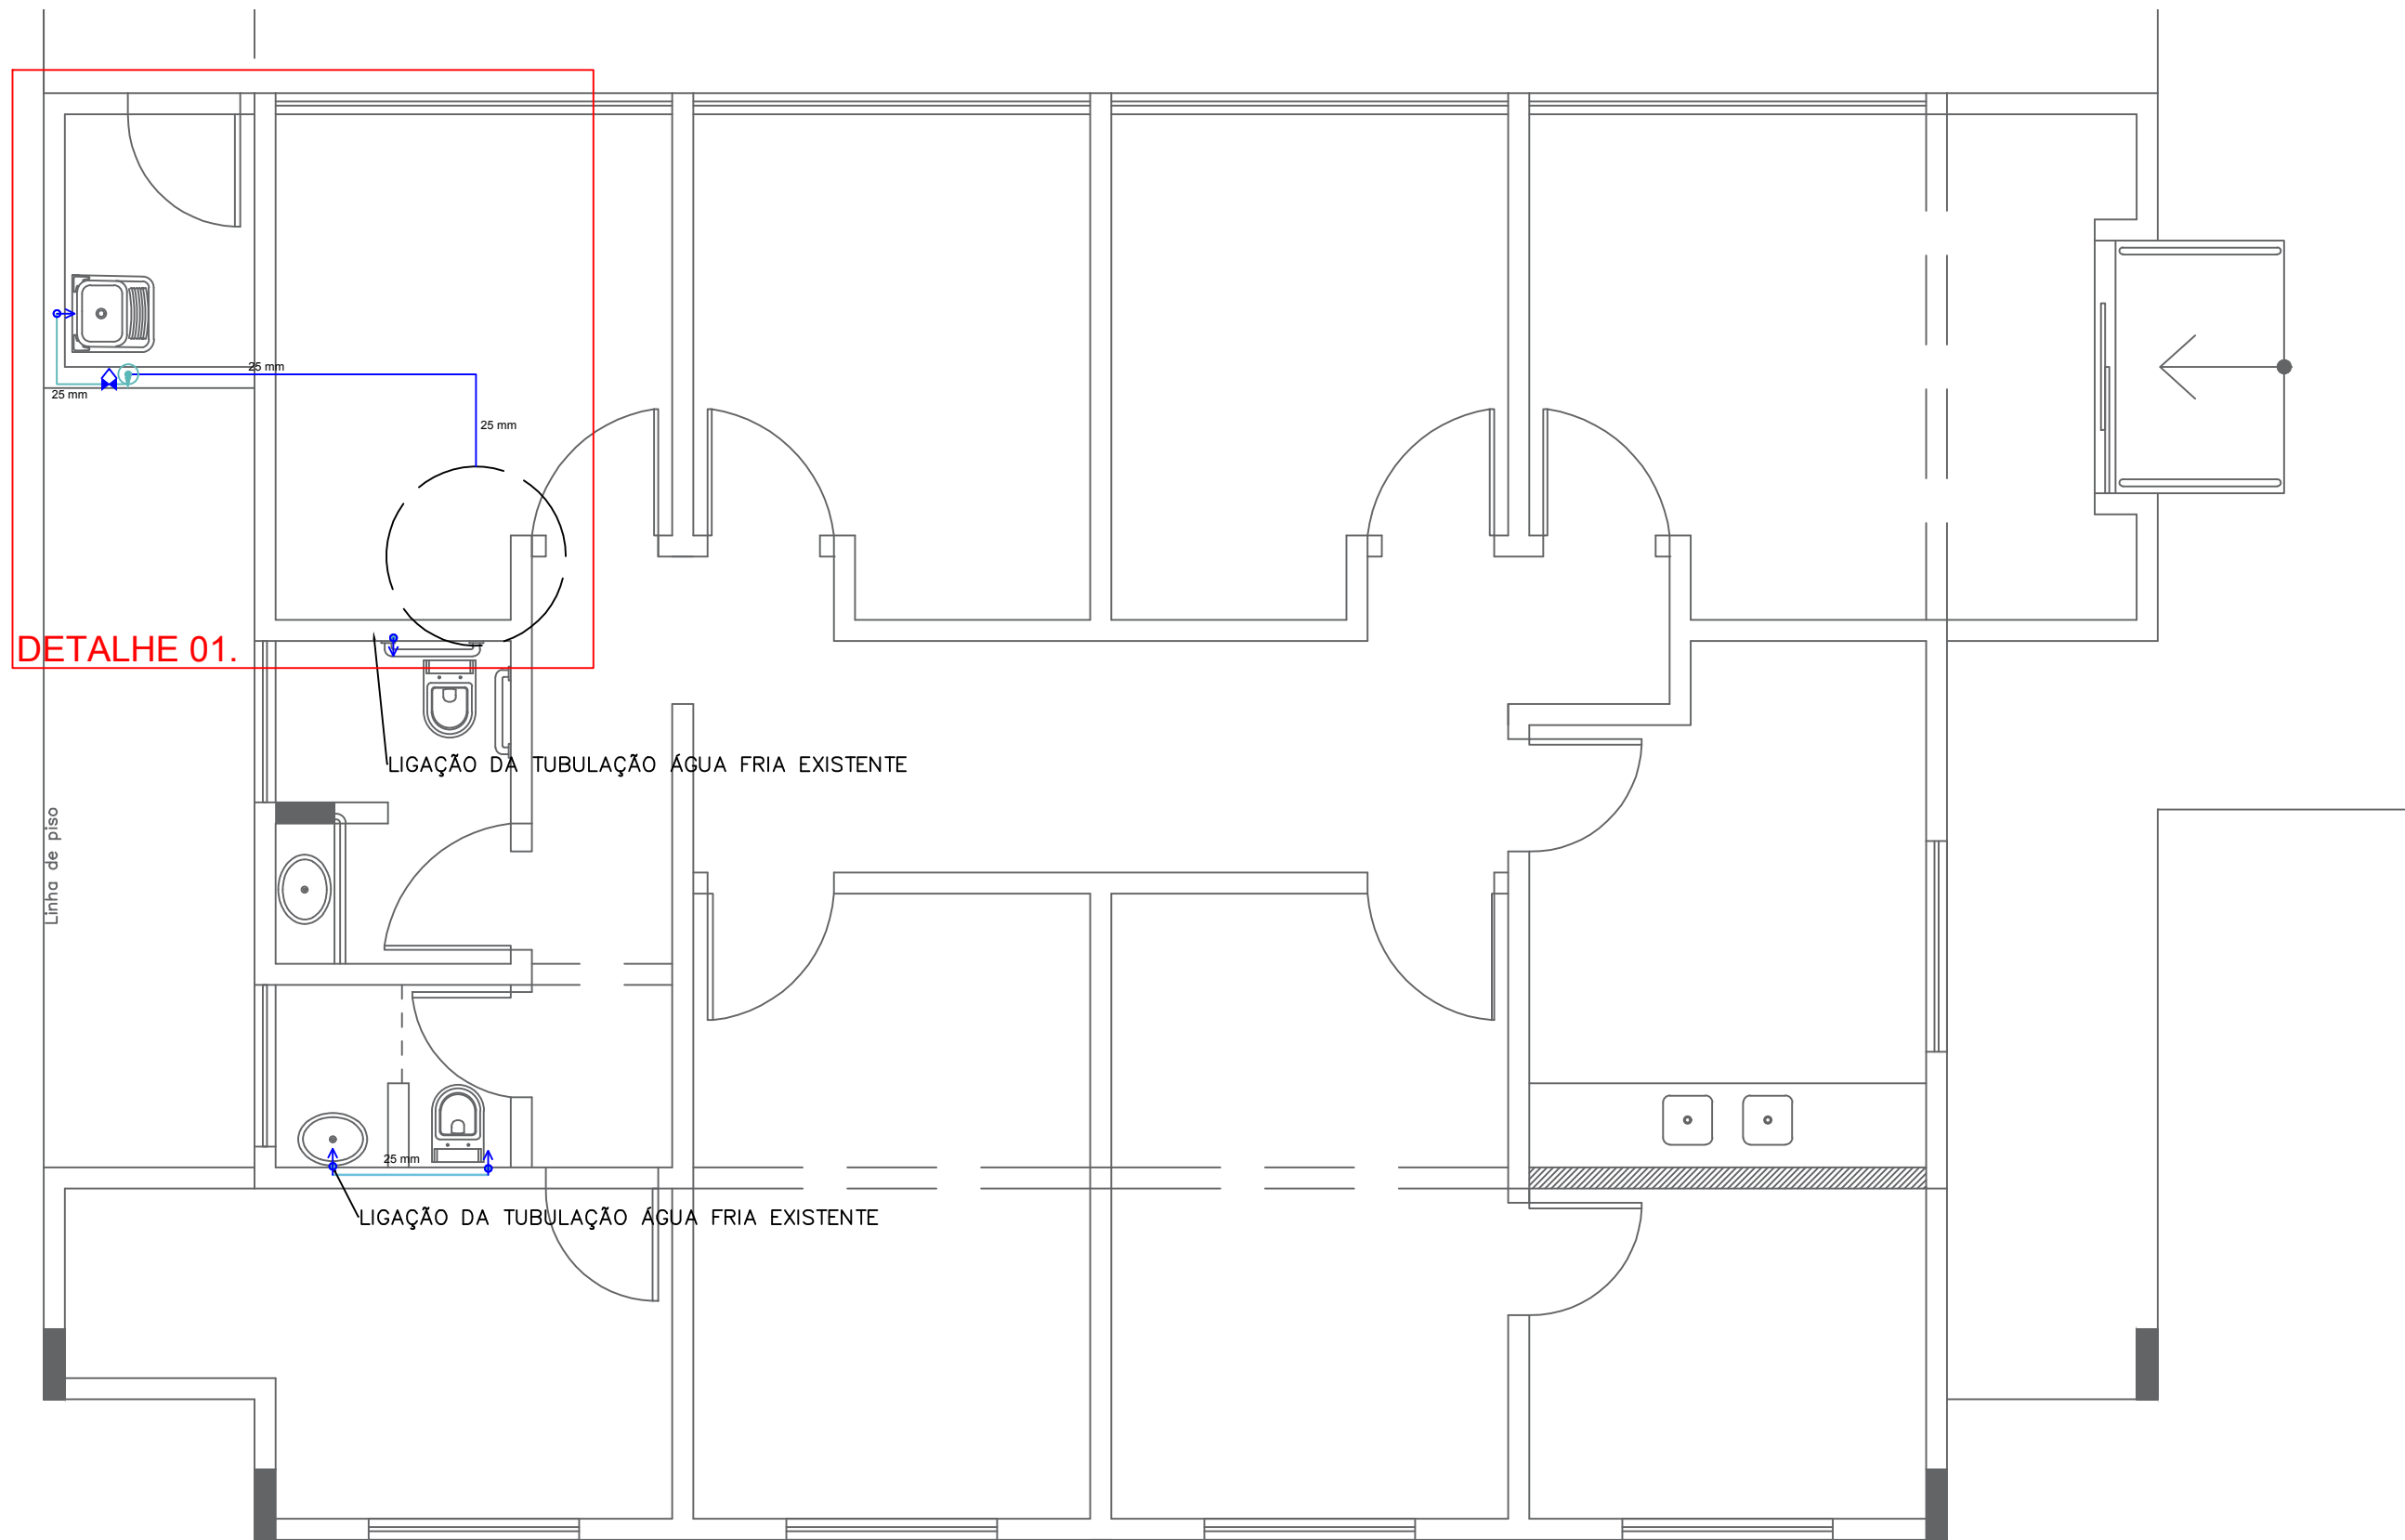 25 mm
25 mm
25 mm
DETALHE 01.
LIGAÇÃO DA TUBULAÇÃO ÁGUA FRIA EXISTENTE
Linha de piso
25 mm
LIGAÇÃO DA TUBULAÇÃO ÁGUA FRIA EXISTENTE